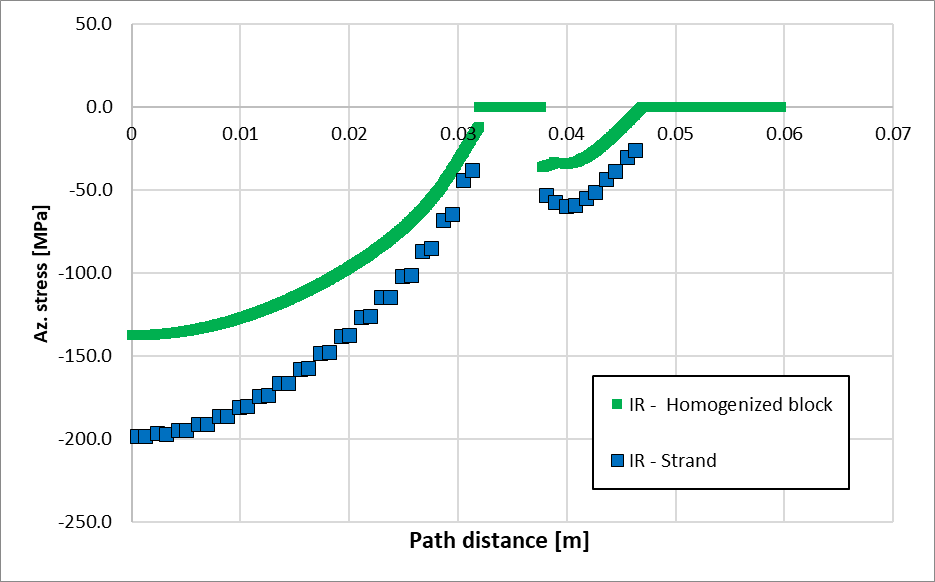 50.0
0.0
0 0.01 0.02 0.03 0.04 0.05 0.06 0.07
-50.0
-100.0
-150.0
-200.0
-250.0
Az. stress [MPa]
IR - Homogenized block
IR - Strand
Path distance [m]